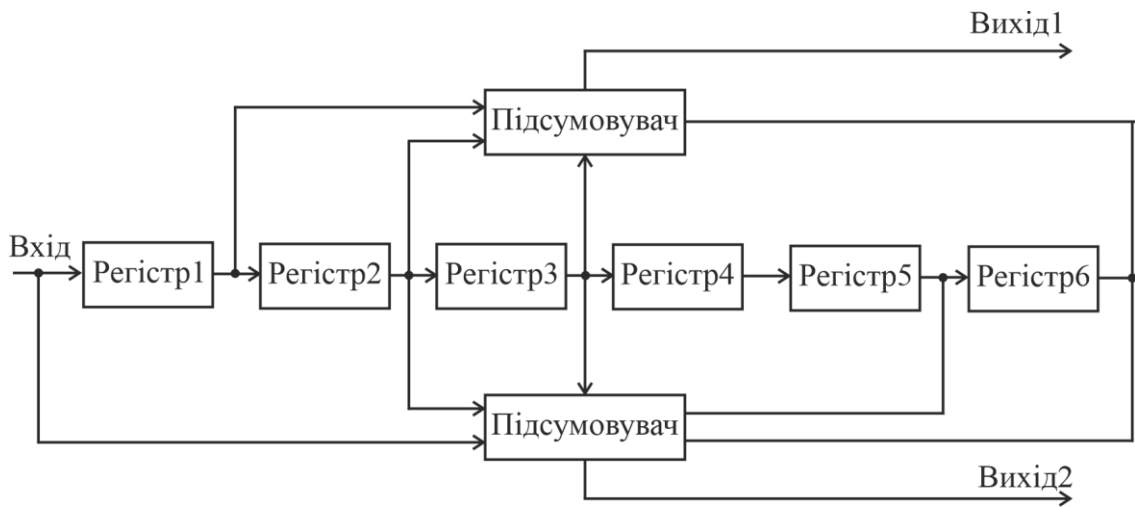 Вихід1
Підсумовувач
Вхід
Регістр1
Регістр2
Регістр3
Регістр4
Регістр5
Регістр6
Підсумовувач
Вихід2